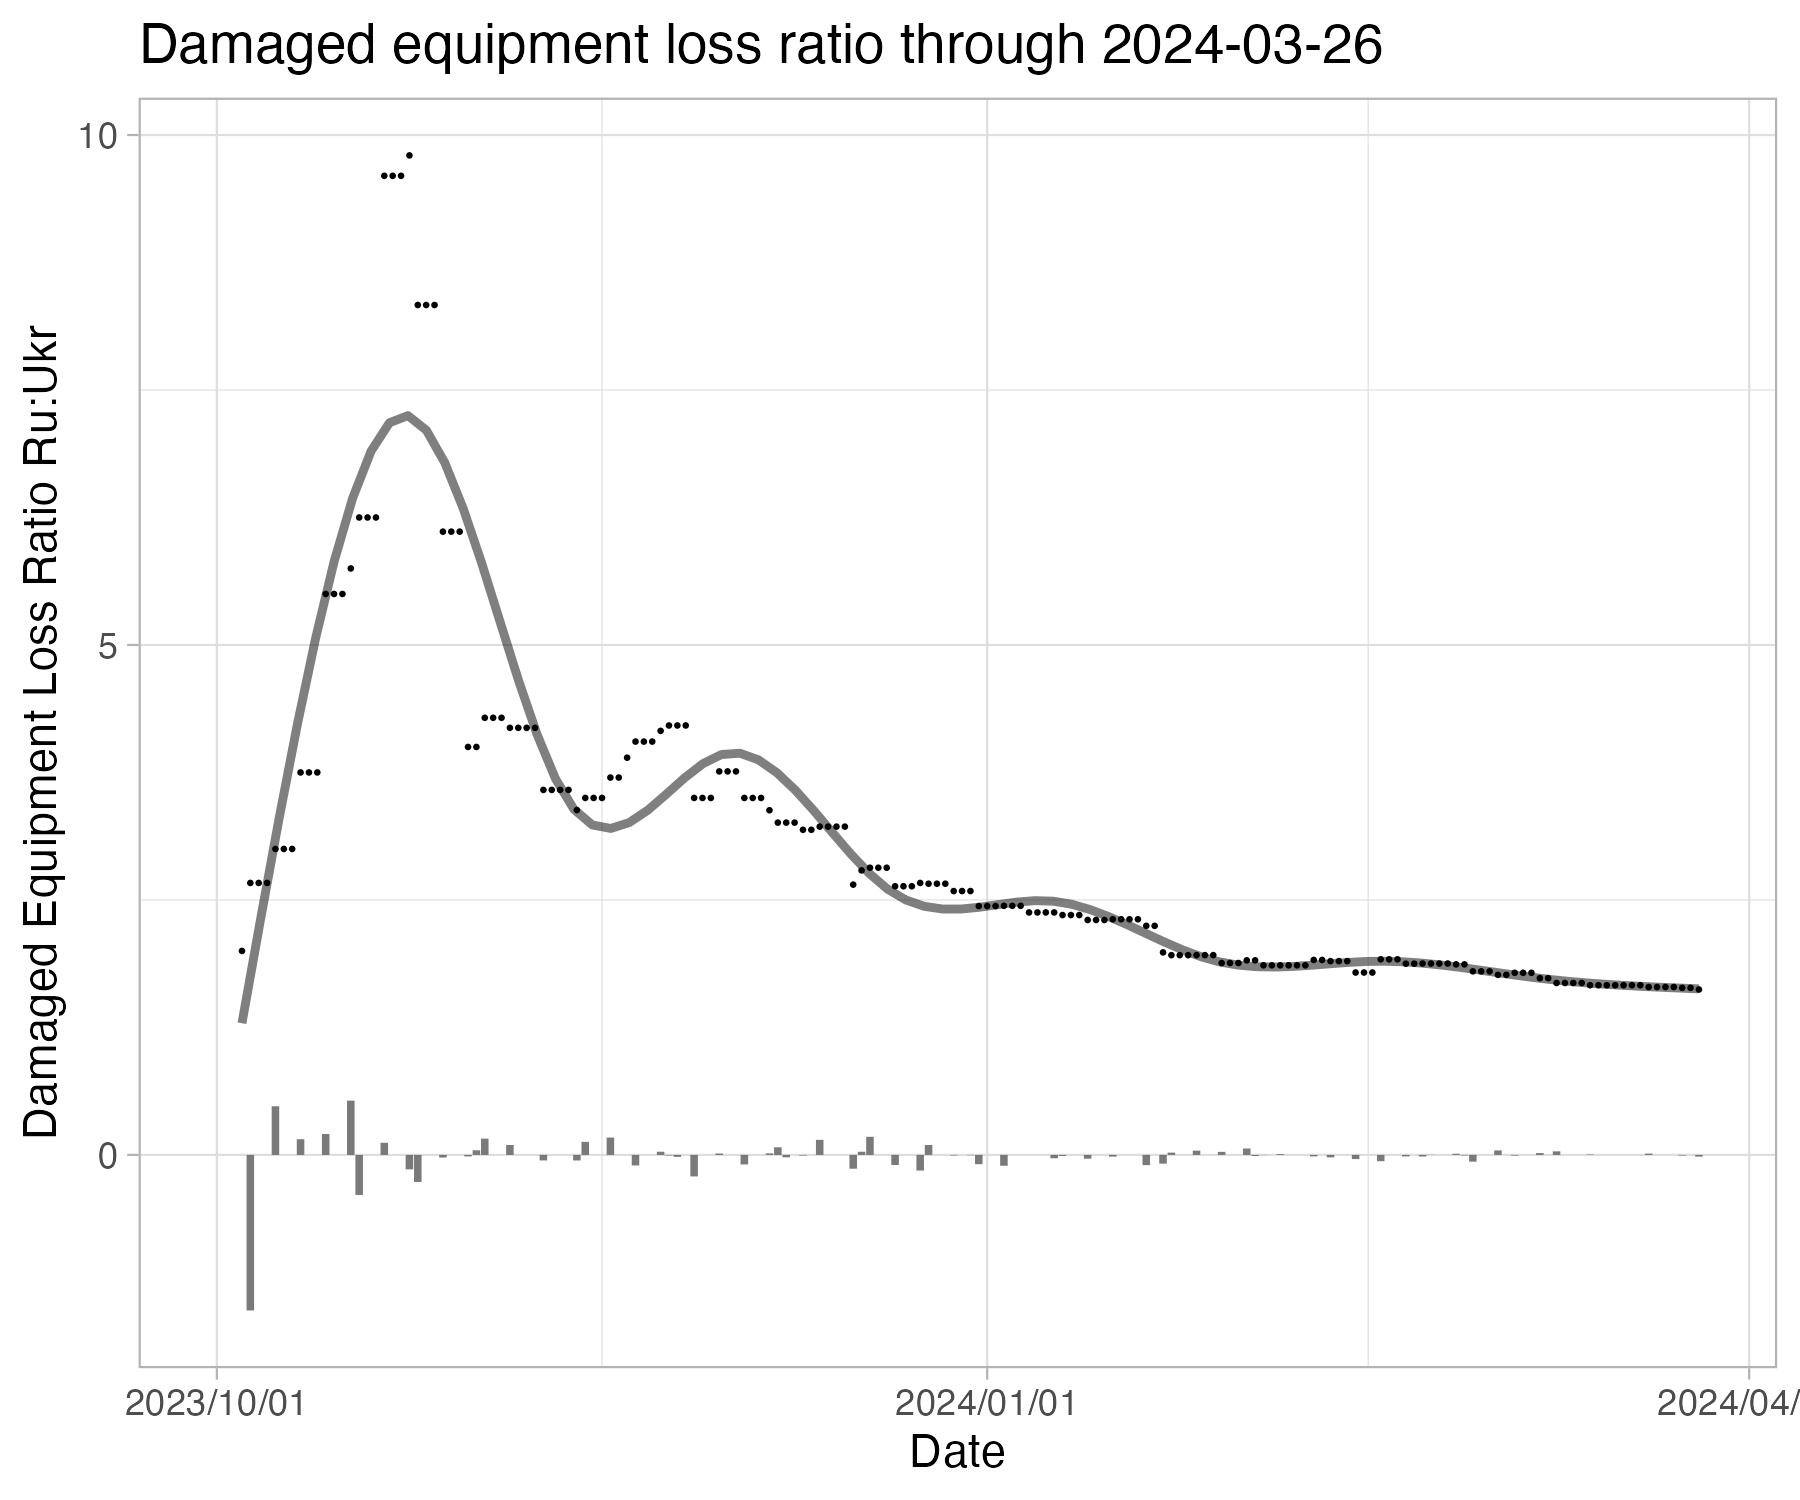 Damaged equipment loss ratio through 2024-03-26
Damaged Equipment Loss Ratio Ru:Ukr
10
5
0
2023/10/01
2024/01/01
2024/04/
Date